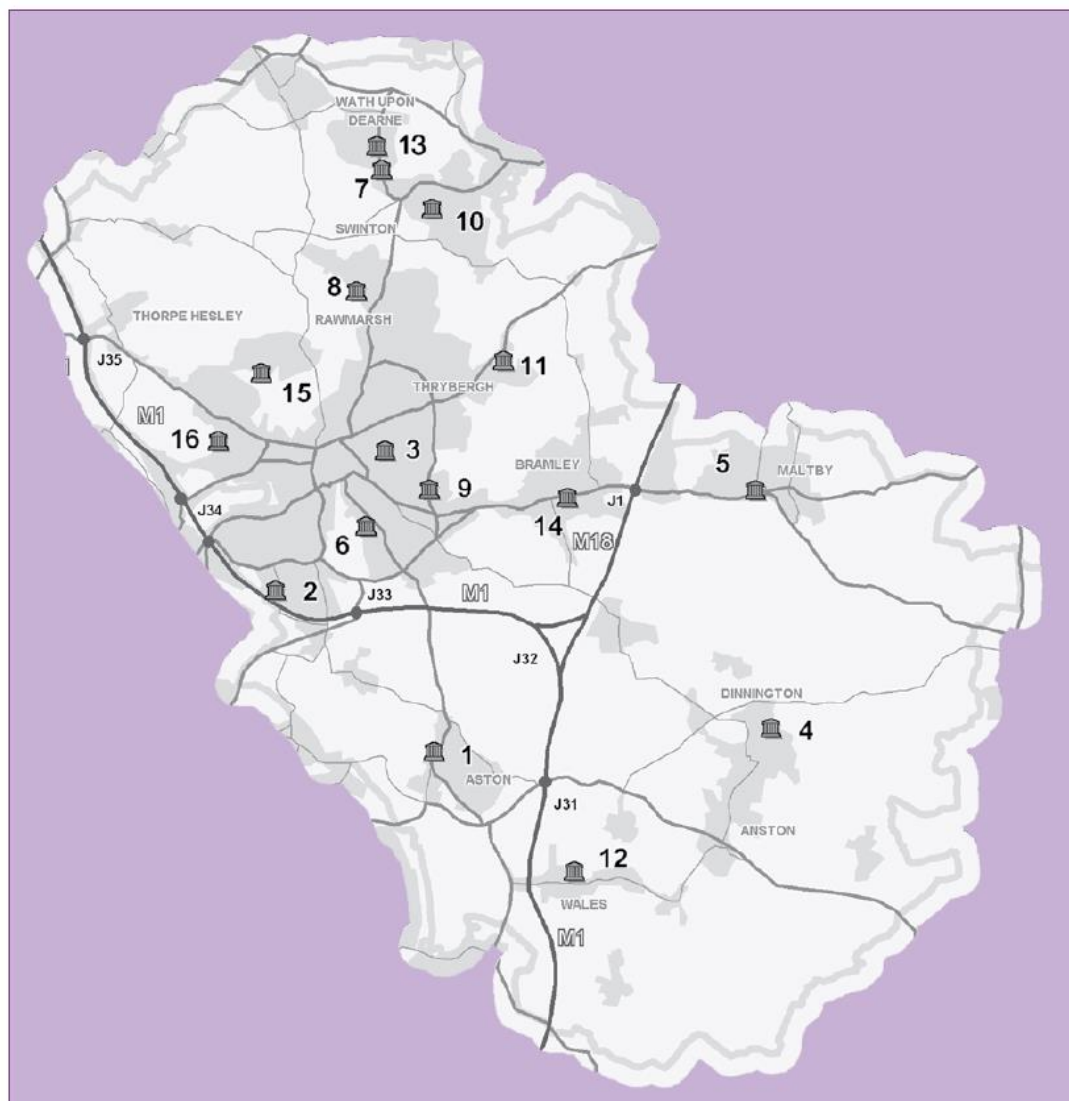 WATH UPON
DEARNE
13
7
10
SWINTON
8
THORPE HESLEY
RAWMARSH
J35
11
THRYBERGH
15
M1
16
3
BRAMLEY
5
MALTBY
9
J1
J34
14
6
M18
2
J33
M1
J32
DINNINGTON
4
1
ASTON
J31
ANSTON
12
WALES
M1